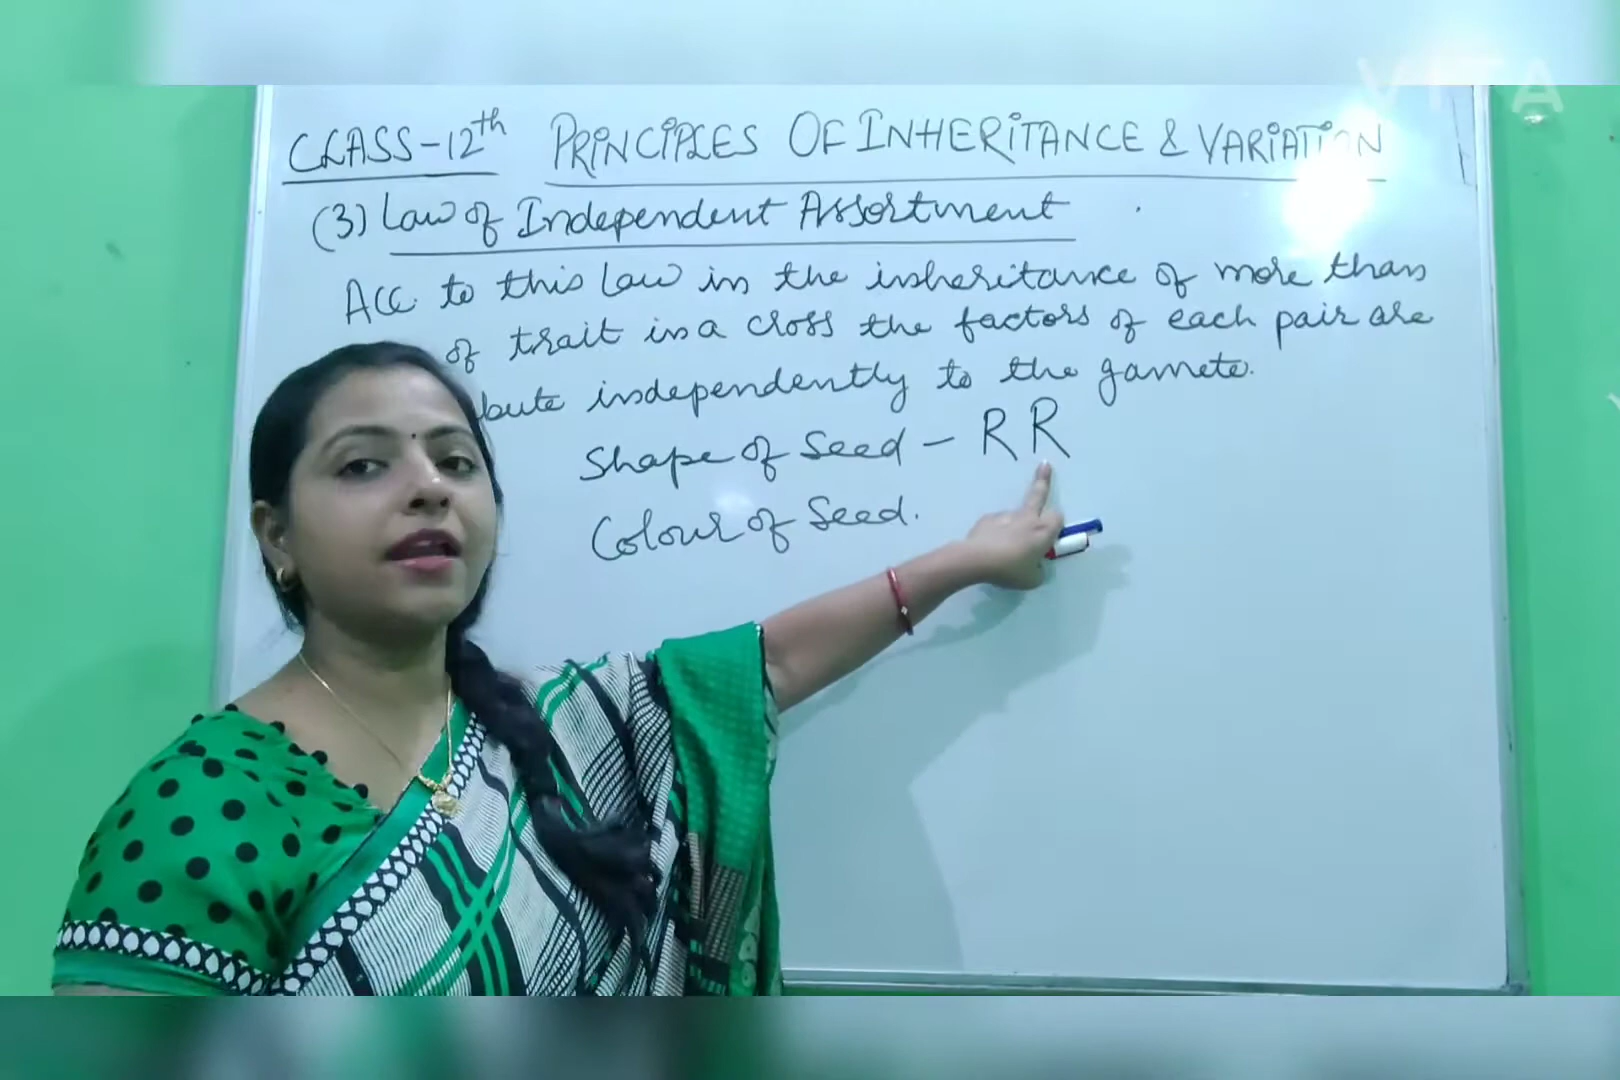 VITA
CLASS-12th PRINCIPLES OF INHERITANCE & VARIATION
(3) Law of Independent Assortment
Acc. to this law in the inheritance of more than
of trait in a cross the factors of each pair are
bute independently to the gamete.
Shape of Seed - RR
Colour of Seed.